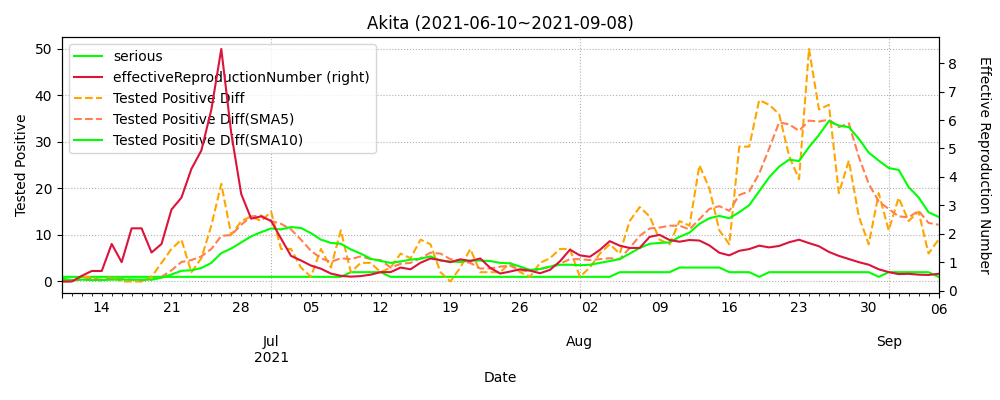 Akita (2021-06-10~2021-09-08)
serious
effectiveReproductionNumber (right)
Tested Positive Diff
Tested Positive Diff(SMA5)
Tested Positive Diff(SMA10)
Tested Positive
50
40
30
20
10
0
Effective Reproduction Number
8
7
6
5
4
3
2
1
0
14 21 28 05 12 19 26 02 09 16 23 30 06
Jul Aug Sep
2021
Date